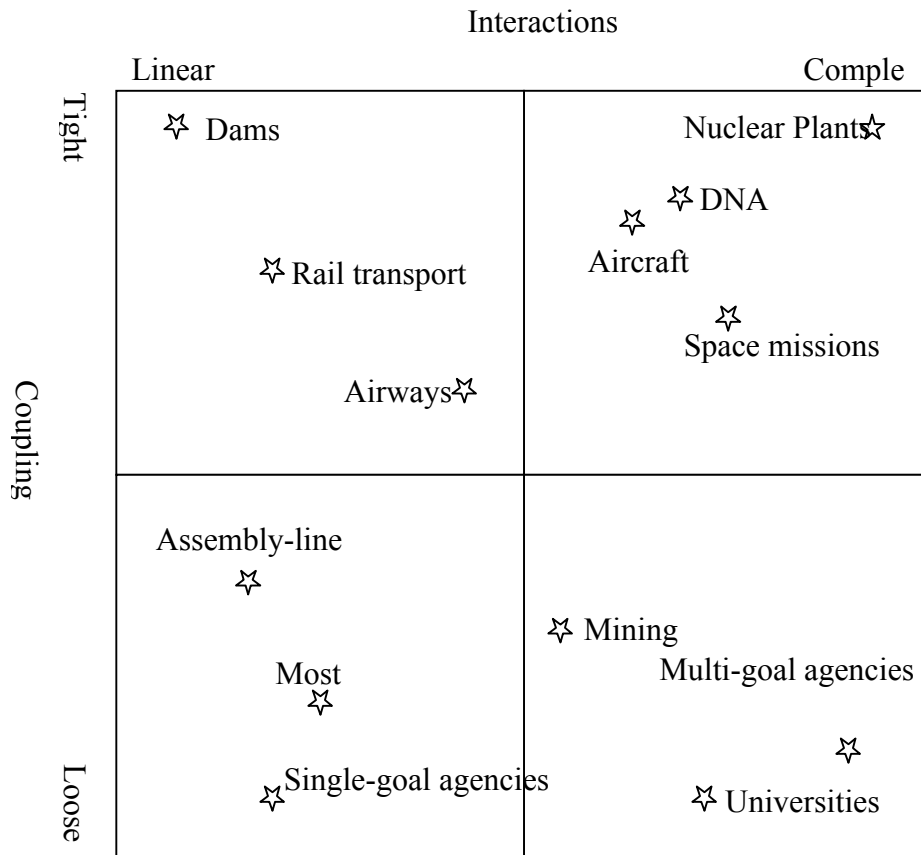 Interactions
Linear
Comple
Tight
Dams
Nuclear Plants
DNA
Aircraft
Rail transport
Space missions
Airways
Coupling
Assembly-line
Mining
Multi-goal agencies
Most
Single-goal agencies
Universities
Loose